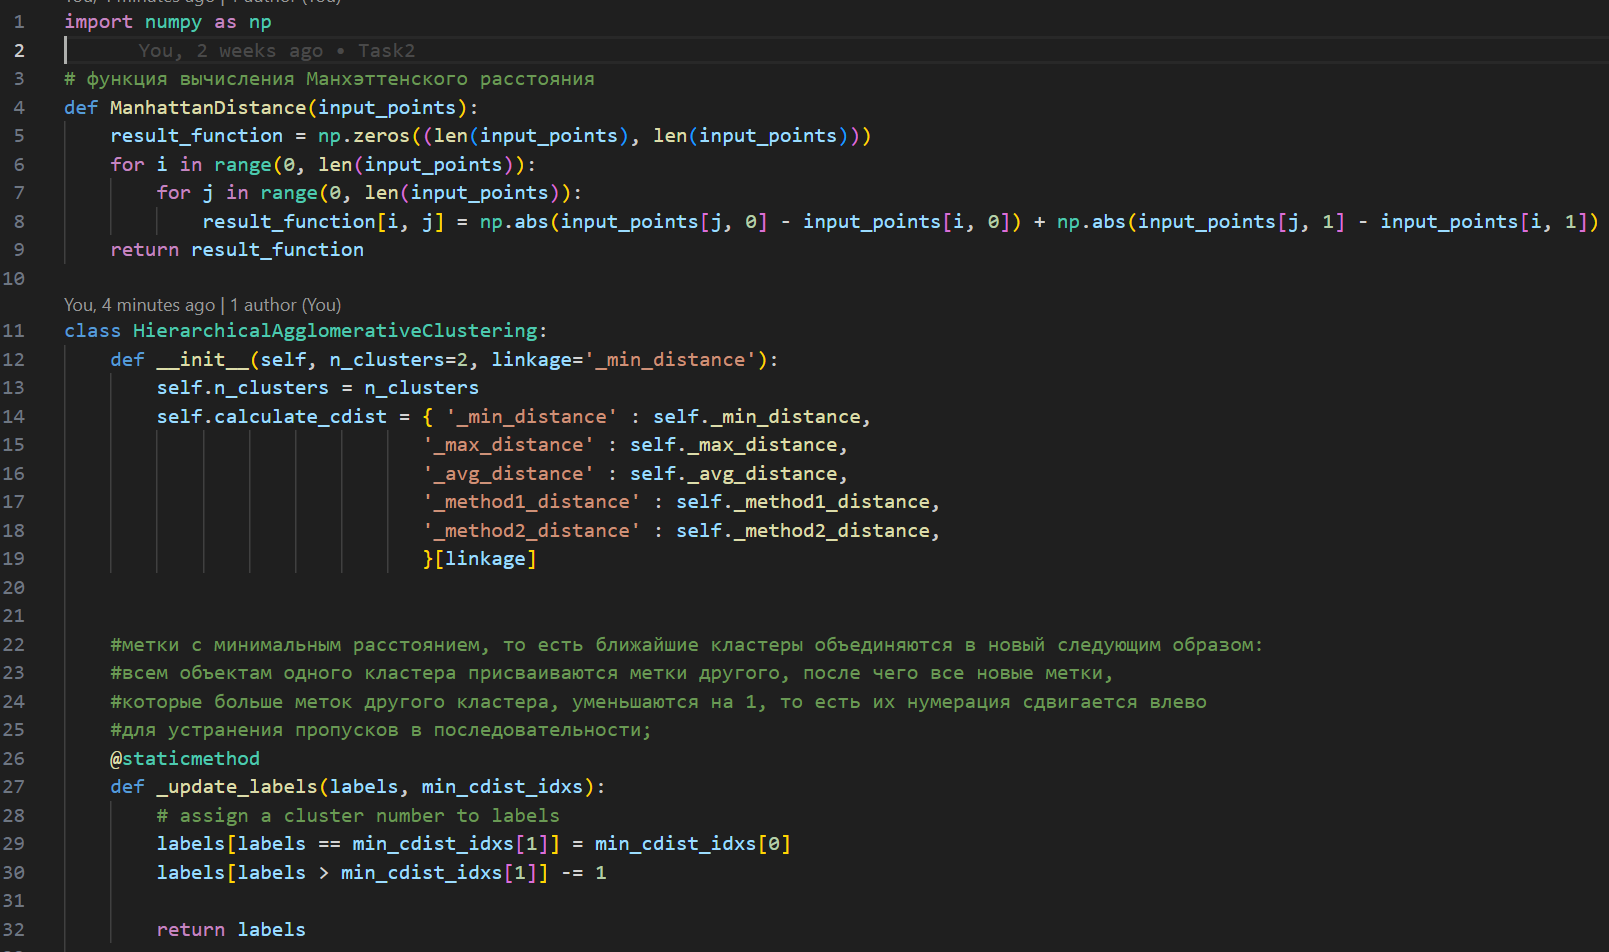 You, 4 minutes ago | 1 author (You)
1 import numpy as np
2 You, 2 weeks ago • Task2
3 # функция вычисления Манхэттенского расстояния
4 def ManhattanDistance(input_points):
5     result_function = np.zeros((len(input_points), len(input_points)))
6     for i in range(0, len(input_points)):
7         for j in range(0, len(input_points)):
8             result_function[i, j] = np.abs(input_points[j, 0] - input_points[i, 0]) + np.abs(input_points[j, 1] - input_points[i, 1])
9     return result_function
10
You, 4 minutes ago | 1 author (You)
11 class HierarchicalAgglomerativeClustering:
12     def __init__(self, n_clusters=2, linkage='_min_distance'):
13         self.n_clusters = n_clusters
14         self.calculate_cdist = { '_min_distance' : self._min_distance,
15                                '_max_distance' : self._max_distance,
16                                '_avg_distance' : self._avg_distance,
17                                '_method1_distance' : self._method1_distance,
18                                '_method2_distance' : self._method2_distance,
19                                }[linkage]
20
21
22     #метки с минимальным расстоянием, то есть ближайшие кластеры объединяются в новый следующим образом:
23     #всем объектам одного кластера присваиваются метки другого, после чего все новые метки,
24     #которые больше меток другого кластера, уменьшаются на 1, то есть их нумерация сдвигается влево
25     #для устранения пропусков в последовательности;
26     @staticmethod
27     def _update_labels(labels, min_cdist_idxs):
28         # assign a cluster number to labels
29         labels[labels == min_cdist_idxs[1]] = min_cdist_idxs[0]
30         labels[labels > min_cdist_idxs[1]] -= 1
31
32         return labels